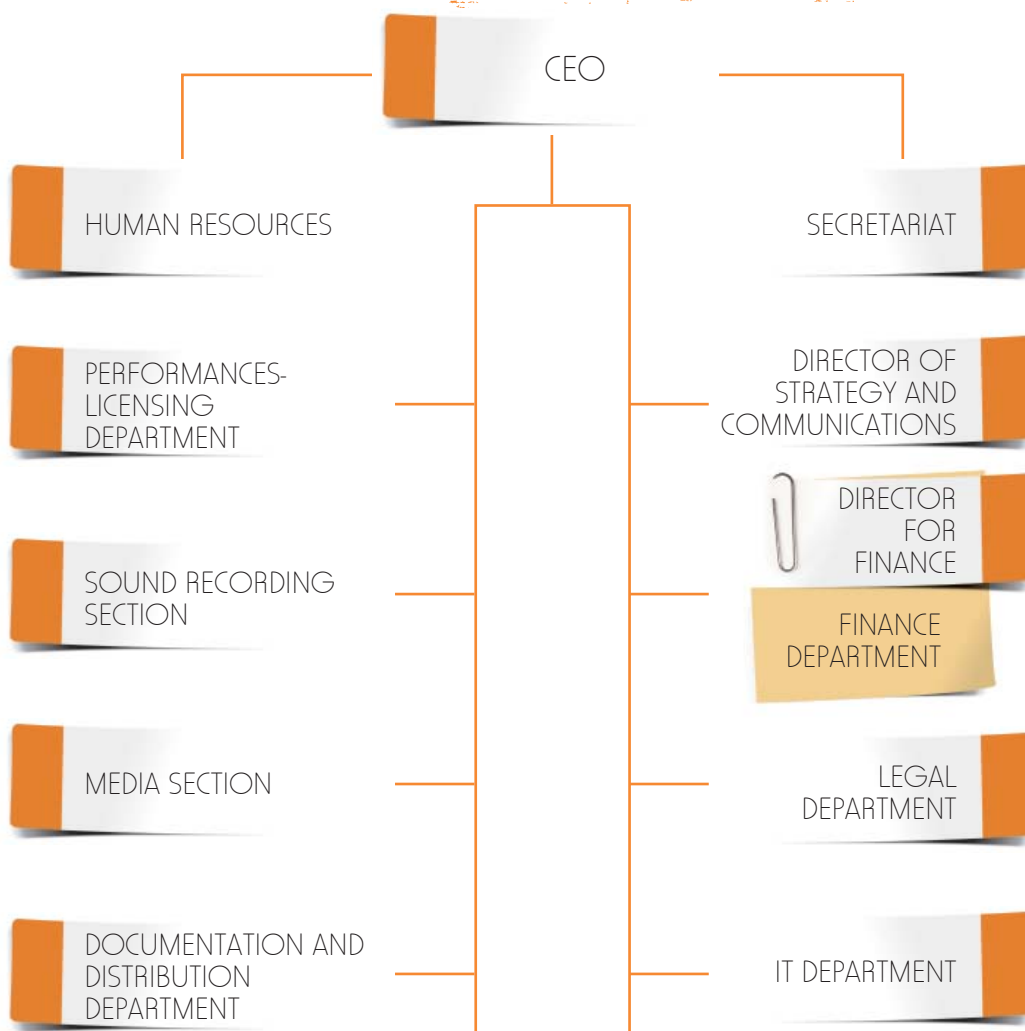 CEO
HUMAN RESOURCES
SECRETARIAT
PERFORMANCES-
LICENSING
DEPARTMENT
DIRECTOR OF
STRATEGY AND
COMMUNICATIONS
SOUND RECORDING
SECTION
DIRECTOR
FOR
FINANCE
FINANCE
DEPARTMENT
MEDIA SECTION
LEGAL
DEPARTMENT
DOCUMENTATION AND
DISTRIBUTION
DEPARTMENT
IT DEPARTMENT